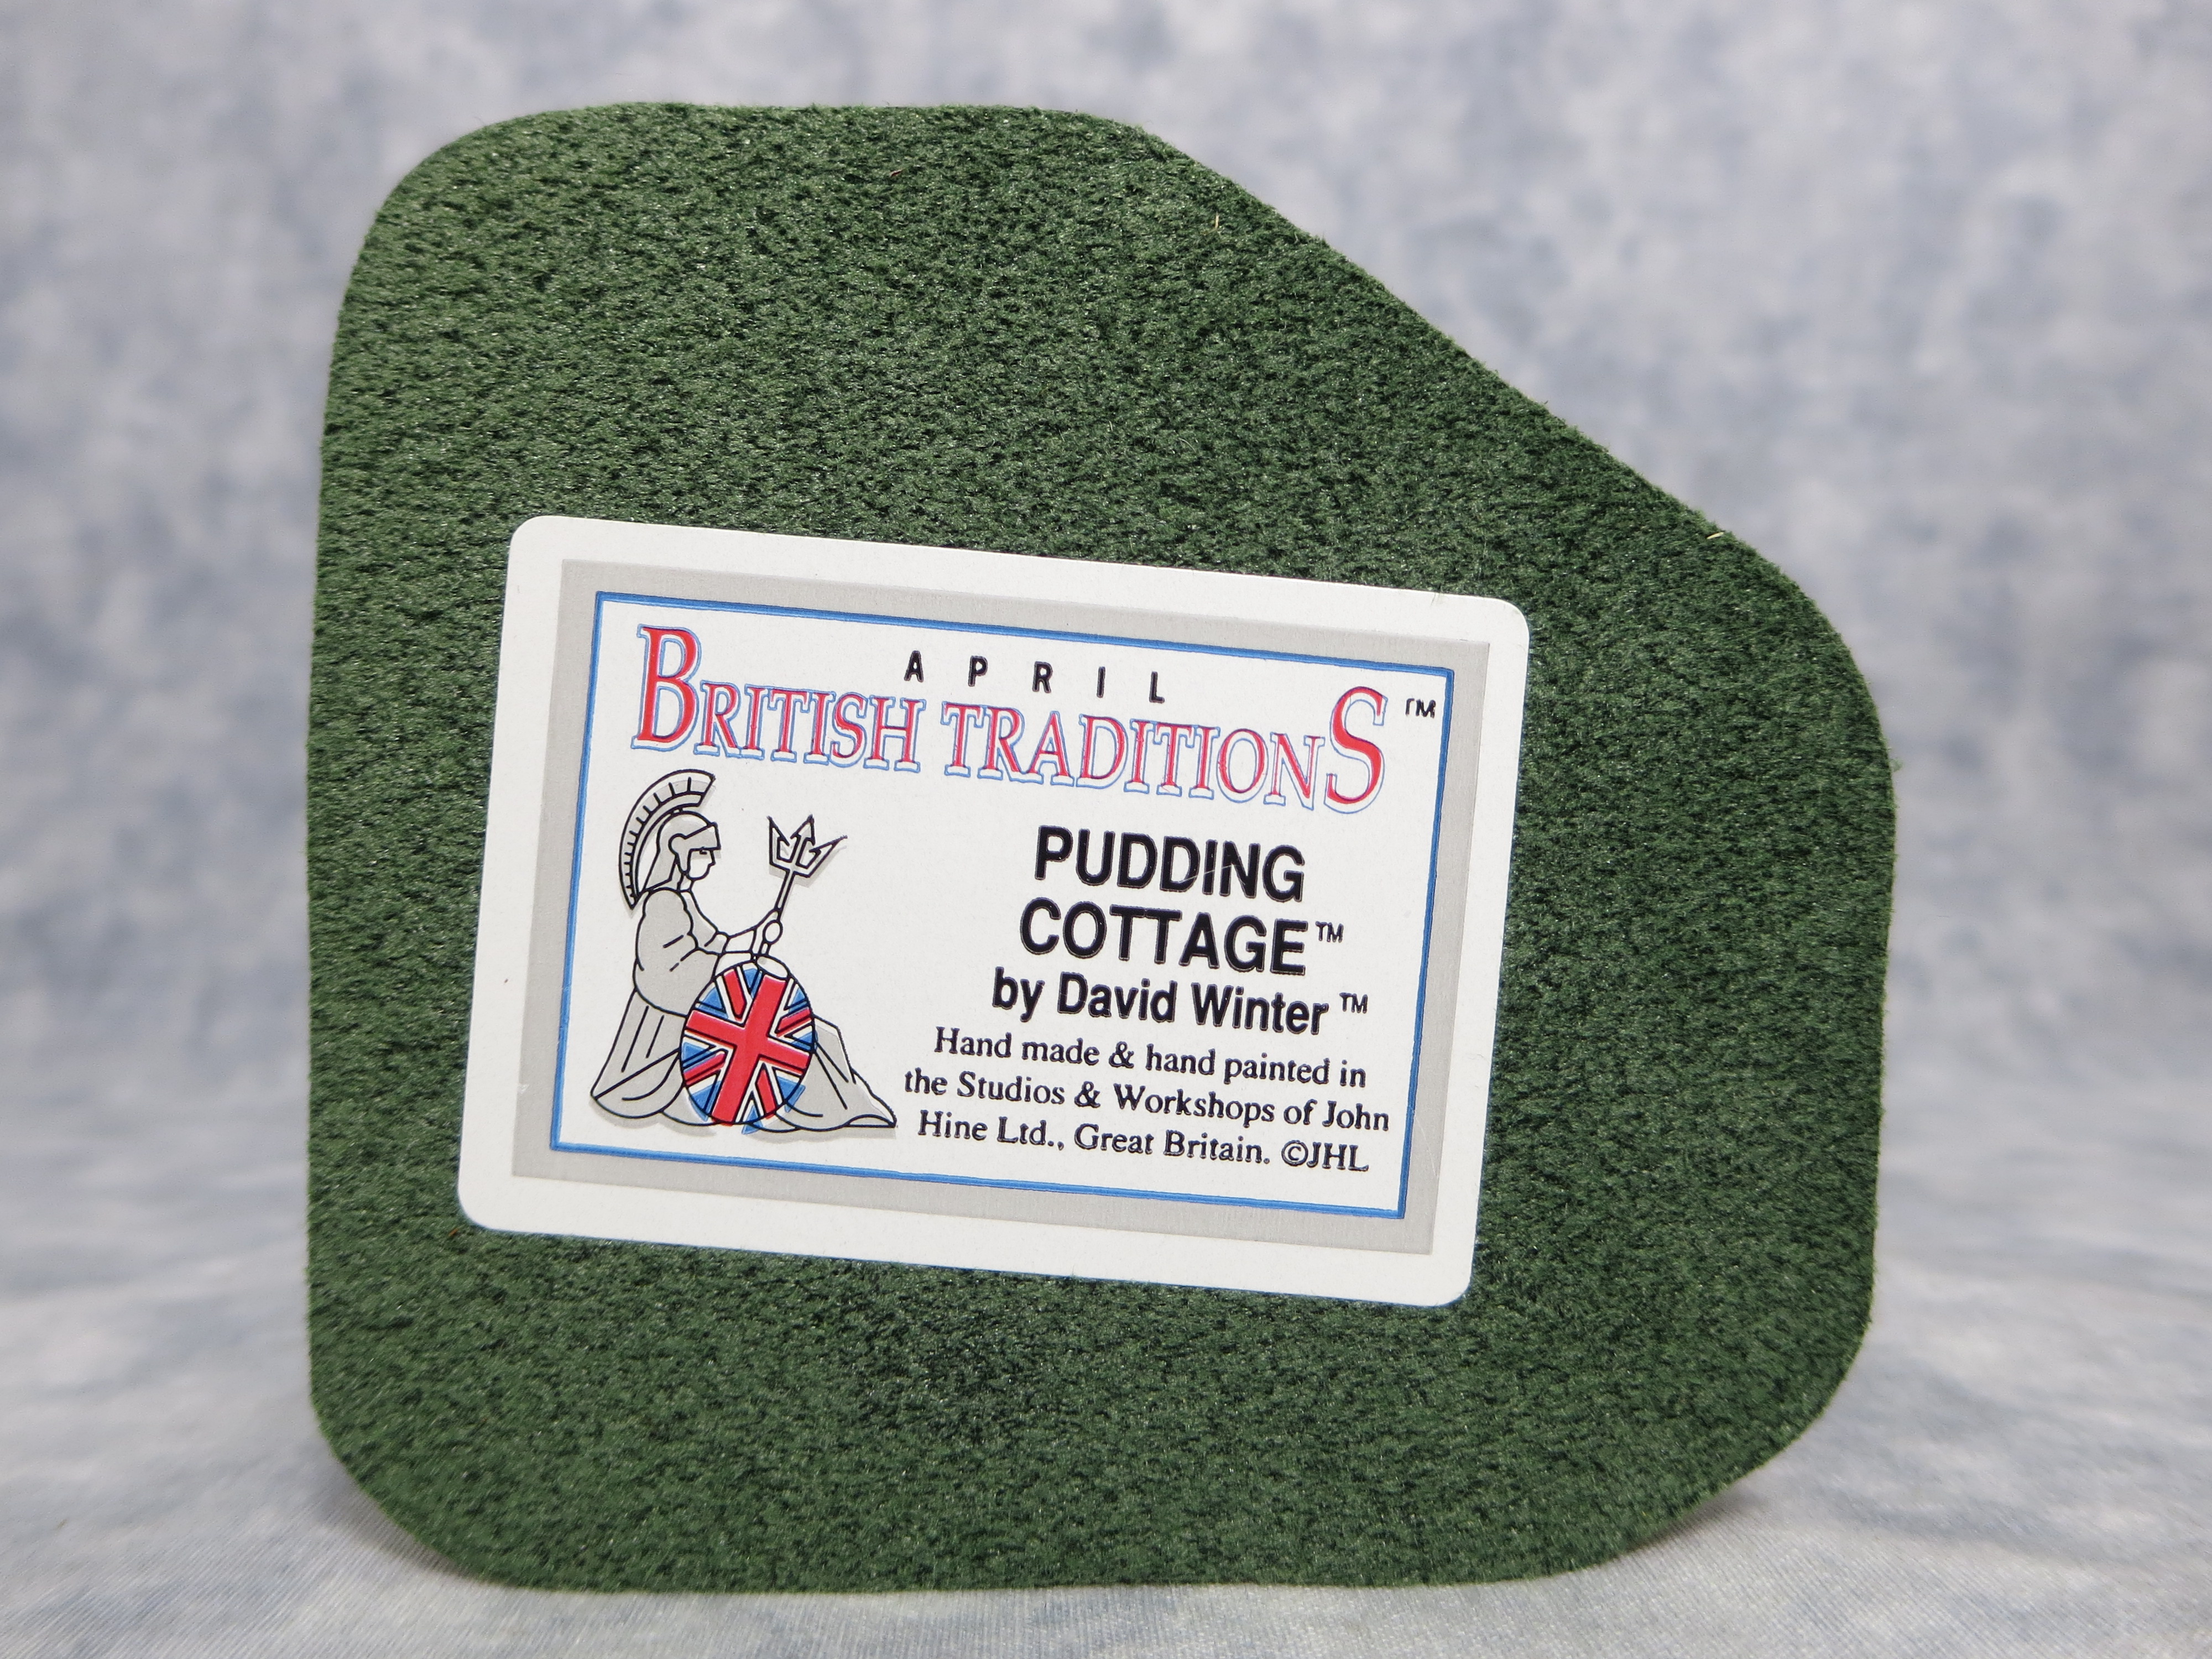 APRIL
BRITISH TRADITIONS™
PUDDING
COTTAGE™
by David Winter™
Hand made & hand painted in
the Studios & Workshops of John
Hine Ltd., Great Britain. ©JHL